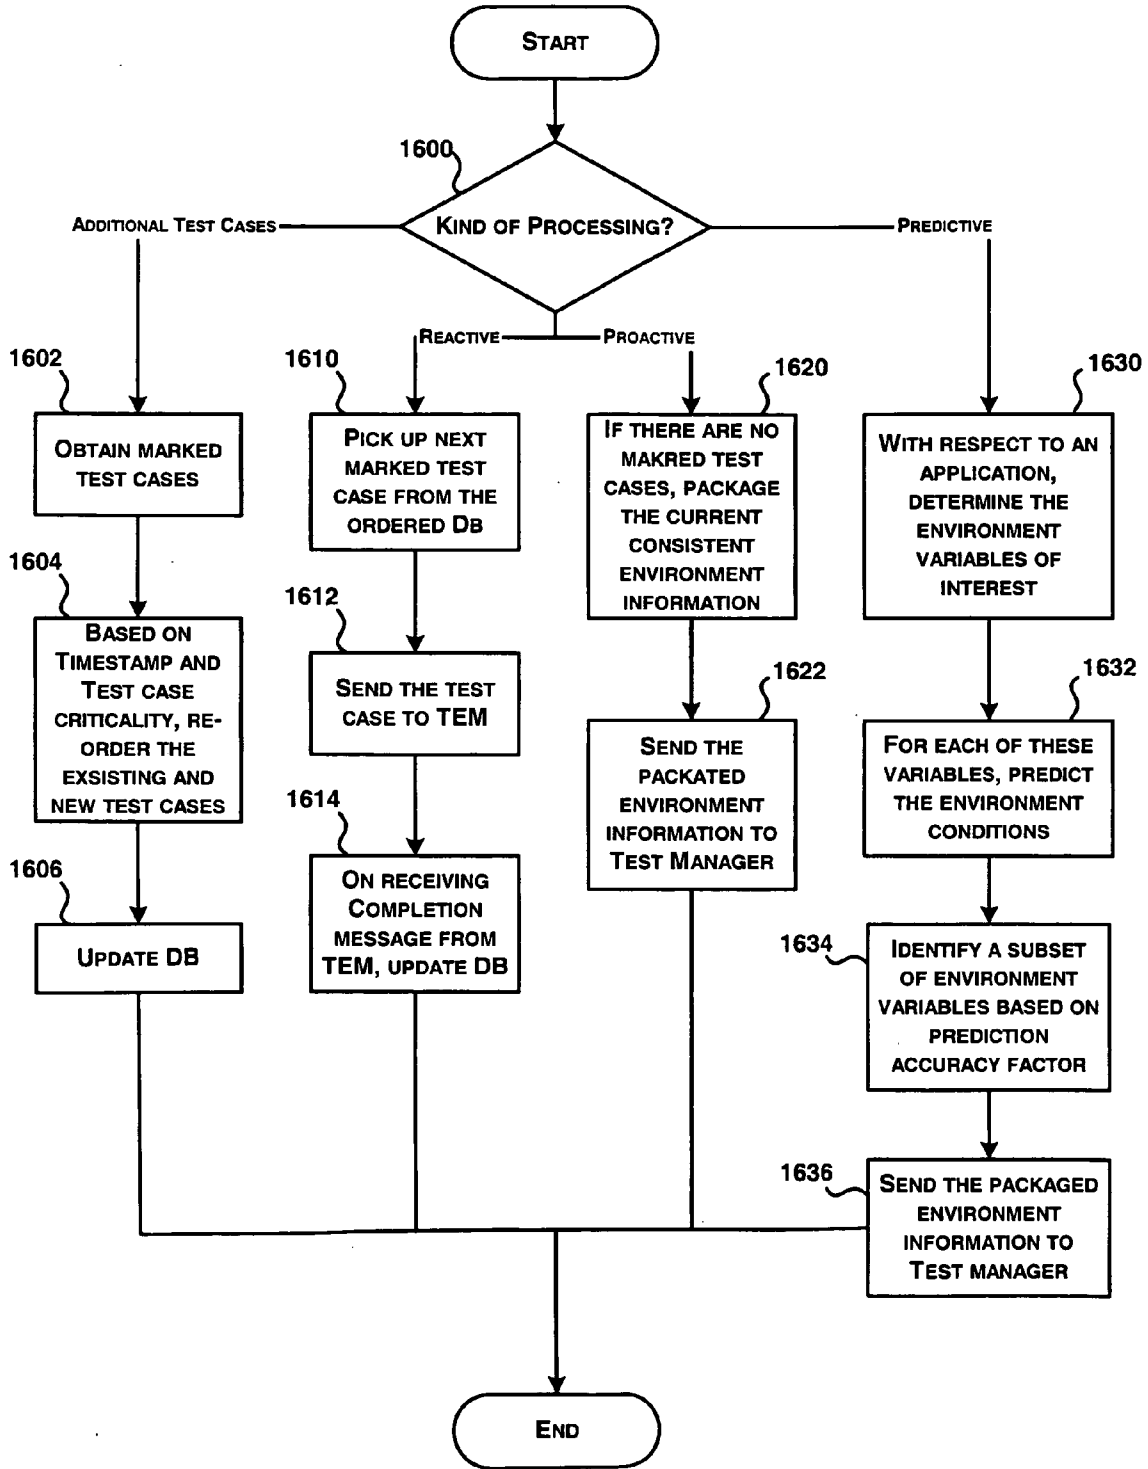 START
1600
KIND OF PROCESSING?
ADDITIONAL TEST CASES
PREDICTIVE
REACTIVE
PROACTIVE
1602
OBTAIN MARKED
TEST CASES
1604
BASED ON
TIMESTAMP AND
TEST CASE
CRITICALITY, RE-
ORDER THE
EXSISTING AND
NEW TEST CASES
1606
UPDATE DB
1610
PICK UP NEXT
MARKED TEST
CASE FROM THE
ORDERED DB
1612
SEND THE TEST
CASE TO TEM
1614
ON RECEIVING
COMPLETION
MESSAGE FROM
TEM, UPDATE DB
1620
IF THERE ARE NO
MAKRED TEST
CASES, PACKAGE
THE CURRENT
CONSISTENT
ENVIRONMENT
INFORMATION
1622
SEND THE
PACKATED
ENVIRONMENT
INFORMATION TO
TEST MANAGER
1630
WITH RESPECT TO AN
APPLICATION,
DETERMINE THE
ENVIRONMENT
VARIABLES OF
INTEREST
1632
FOR EACH OF THESE
VARIABLES, PREDICT
THE ENVIRONMENT
CONDITIONS
1634
IDENTIFY A SUBSET
OF ENVIRONMENT
VARIABLES BASED ON
PREDICTION
ACCURACY FACTOR
1636
SEND THE PACKAGED
ENVIRONMENT
INFORMATION TO
TEST MANAGER
END